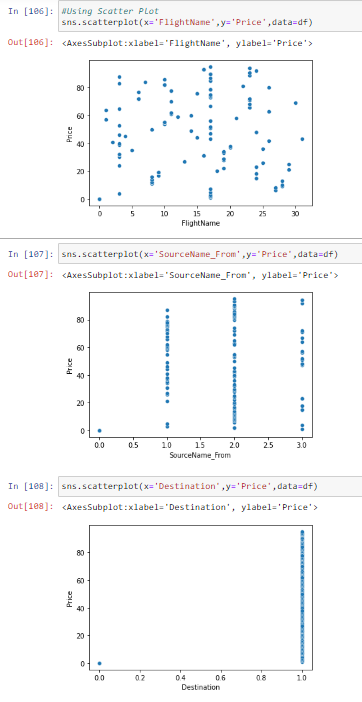 In [106]: #Using Scatter Plot
sns.scatterplot(x='FlightName',y='Price',data=df)
Out[106]: <AxesSubplot:xlabel='FlightName', ylabel='Price'>
80
60
40
20
0
Price
0 5 10 15 20 25 30
FlightName
In [107]: sns.scatterplot(x='SourceName_From',y='Price',data=df)
Out[107]: <AxesSubplot:xlabel='SourceName_From', ylabel='Price'>
80
60
40
20
0
Price
0.0 0.5 1.0 1.5 2.0 2.5 3.0
SourceName_From
In [108]: sns.scatterplot(x='Destination',y='Price',data=df)
Out[108]: <AxesSubplot:xlabel='Destination', ylabel='Price'>
80
60
40
20
0
Price
0.0 0.2 0.4 0.6 0.8 1.0
Destination